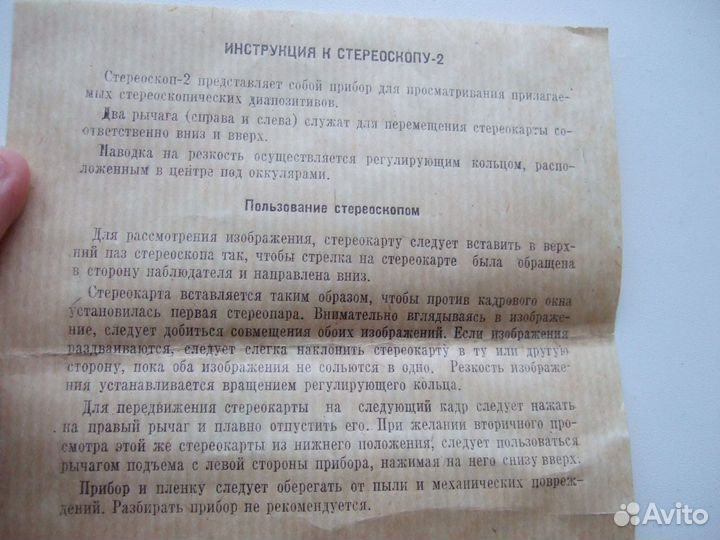 ИНСТРУКЦИЯ К СТЕРЕОСКОПУ-2
Стереоскоп-2 представляет собой прибор для просматривания прилагае-
мых стереоскопических диапозитивов.
Два рычага (справа и слева) служат для перемещения стереокарты со-
ответственно вниз и вверх.
Наводка на резкость осуществляется регулирующим кольцом, распо-
ложенным в центре под оккулярами.
Пользование стереоскопом
Для рассмотрения изображения, стереокарту следует вставить в верх-
ний паз стереоскопа так, чтобы стрелка на стереокарте была обращена
в сторону наблюдателя и направлена вниз.
Стереокарта вставляется таким образом, чтобы против кадрового окна
установилась первая стереопара. Внимательно вглядываясь в изображе-
ние, следует добиться совмещения обоих изображений. Если изображения
раздваиваются, следует слегка наклонить стереокарту в ту или другую
сторону, пока оба изображения не сольются в одно. Резкость изображе-
ния устанавливается вращением регулирующего кольца.
Для передвижения стереокарты на следующий кадр следует нажать
на правый рычаг и плавно отпустить его. При желании вторичного про-
смотра этой же стереокарты из нижнего положения, следует пользоваться
рычагом подъема с левой стороны прибора, нажимая на него снизу вверх.
Прибор и пленку следует оберегать от пыли и механических повреж-
дений. Разбирать прибор не рекомендуется.
Avito